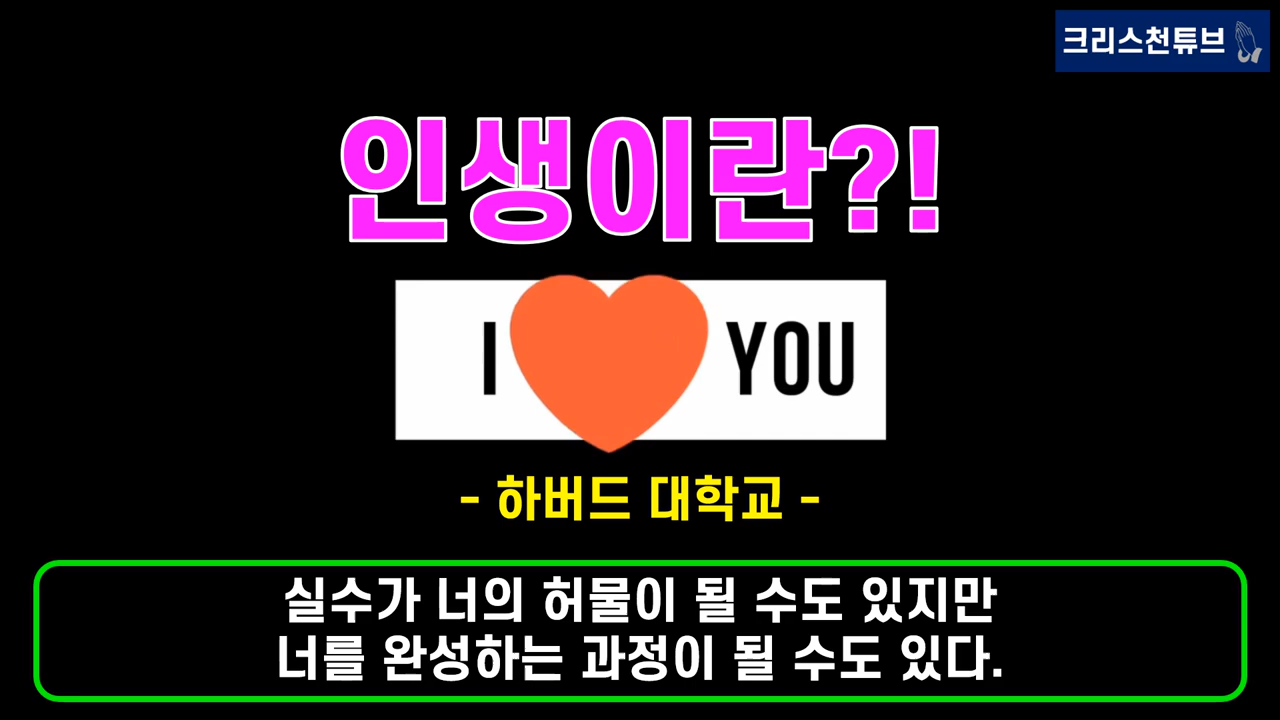 크리스천튜브
인생이란?!
I YOU
- 하버드 대학교 -
실수가 너의 허물이 될 수도 있지만
너를 완성하는 과정이 될 수도 있다.